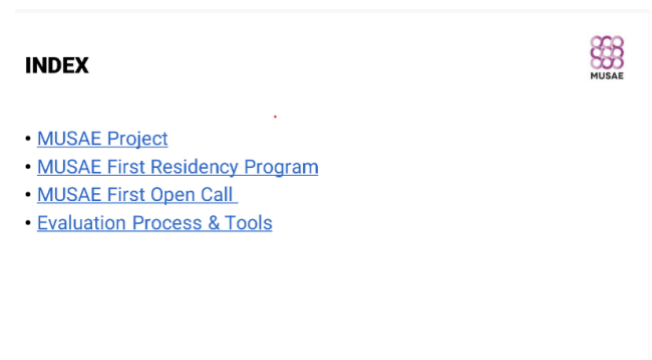 INDEX
MUSAE
• MUSAE Project
• MUSAE First Residency Program
• MUSAE First Open Call
• Evaluation Process & Tools